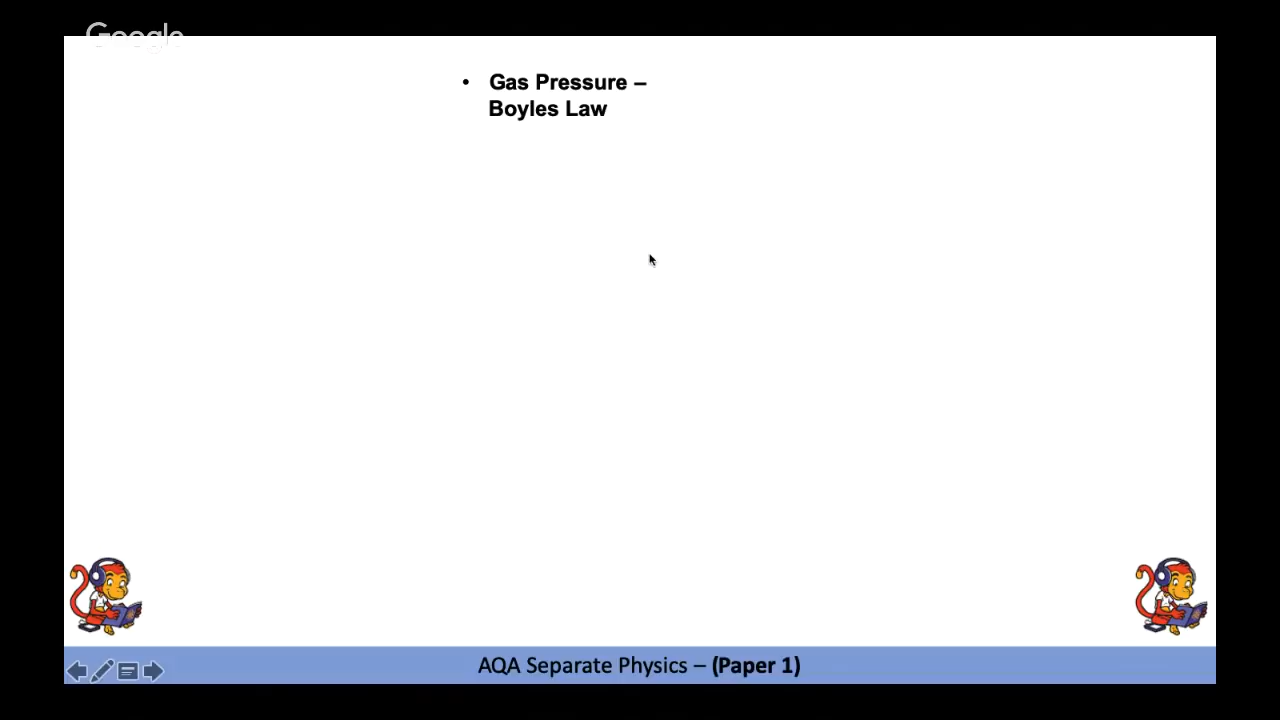 Google
• Gas Pressure –
Boyles Law
AQA Separate Physics – (Paper 1)